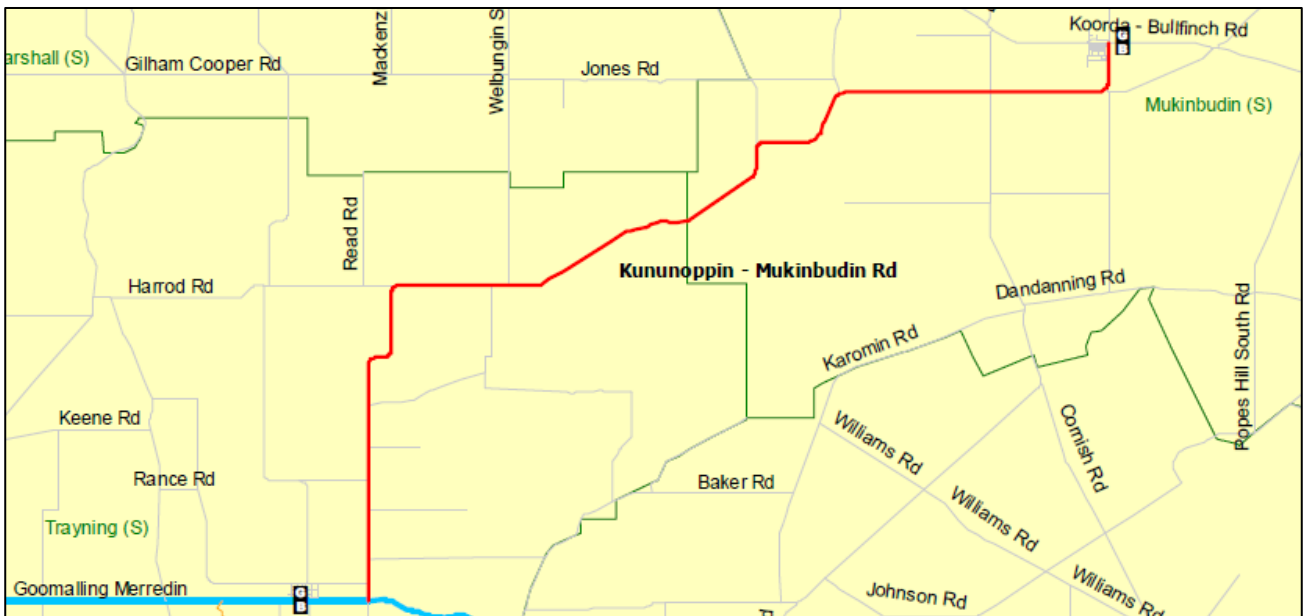 Koorda - Bullfinch Rd
G
B
arshall (S)
Gilham Cooper Rd
Mackenz
Welbungin S
Jones Rd
Mukinbudin (S)
Read Rd
Harrod Rd
Kununoppin - Mukinbudin Rd
Dandanning Rd
Karomin Rd
Popes Hill South Rd
Keene Rd
Williams Rd
Cornish Rd
Rance Rd
Baker Rd
Williams Rd
Trayning (S)
Goomalling Merredin
G
B
Johnson Rd
Williams Rd